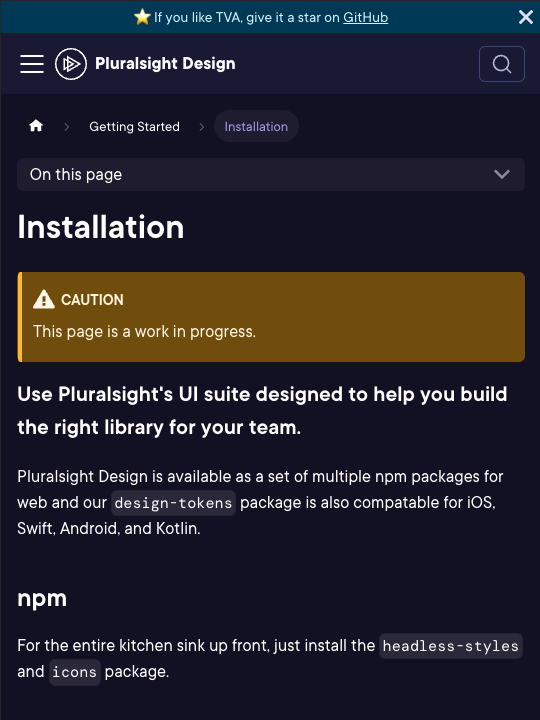 ⭐ If you like TVA, give it a star on GitHub
Pluralsight Design
Getting Started
Installation
On this page
Installation
CAUTION
This page is a work in progress.
Use Pluralsight's UI suite designed to help you build
the right library for your team.
Pluralsight Design is available as a set of multiple npm packages for
web and our design-tokens package is also compatable for iOS,
Swift, Android, and Kotlin.
npm
For the entire kitchen sink up front, just install the headless-styles
and icons package.